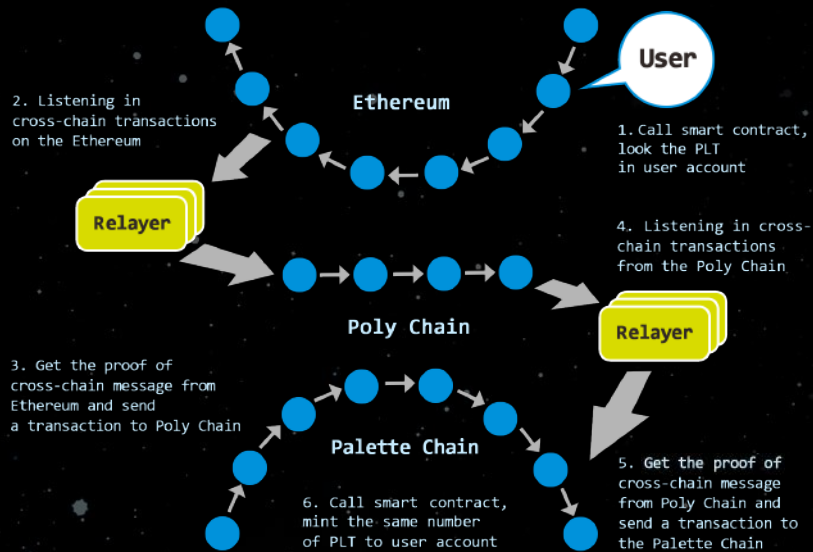 User
Ethereum
1. Call smart contract,
look the PLT
in user account
2. Listening in
cross-chain transactions
on the Ethereum
Relayer
3. Get the proof of
cross-chain message from
Ethereum and send
a transaction to Poly Chain
Poly Chain
4. Listening in cross-
chain transactions
from the Poly Chain
Relayer
5. Get the proof of
cross-chain message
from Poly Chain and
send a transaction to
the Palette Chain
Palette Chain
6. Call smart contract,
mint the same number
of PLT to user account